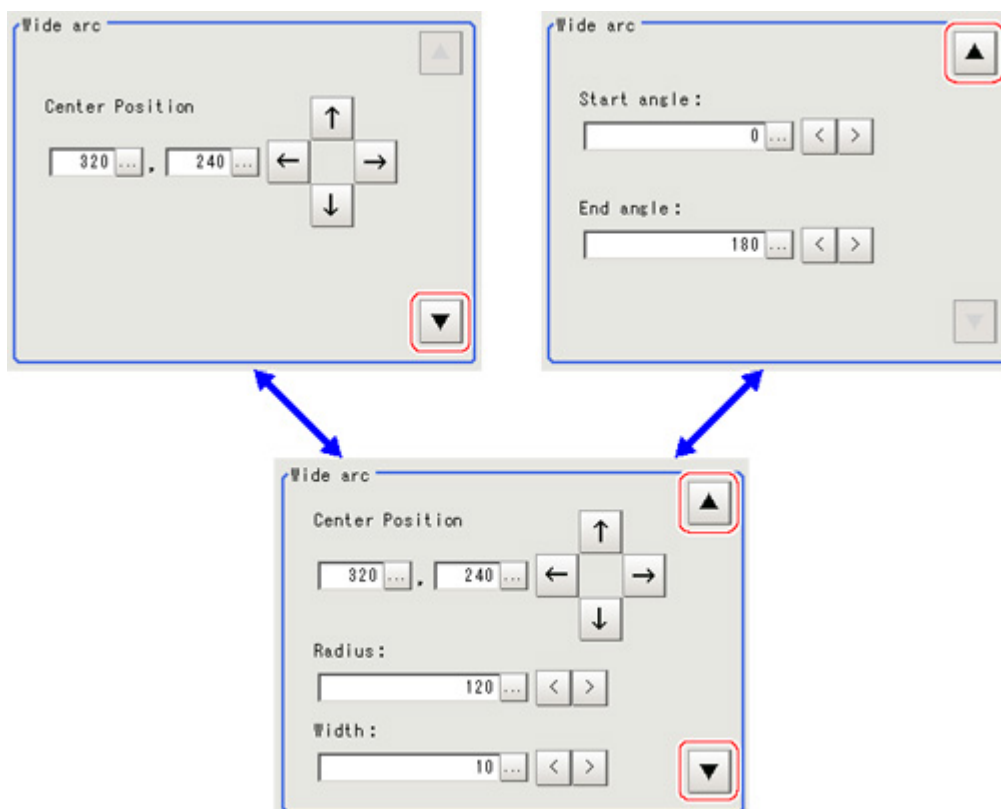 Wide arc
▲
Center Position
↑
320 ... , 240 ... ← →
↓
▼
Wide arc
▲
Start angle:
0 ... < >
End angle:
180 ... < >
▼
Wide arc
▲
Center Position
↑
320 ... , 240 ... ← →
↓
Radius:
120 ... < >
Width:
10 ... < >
▼